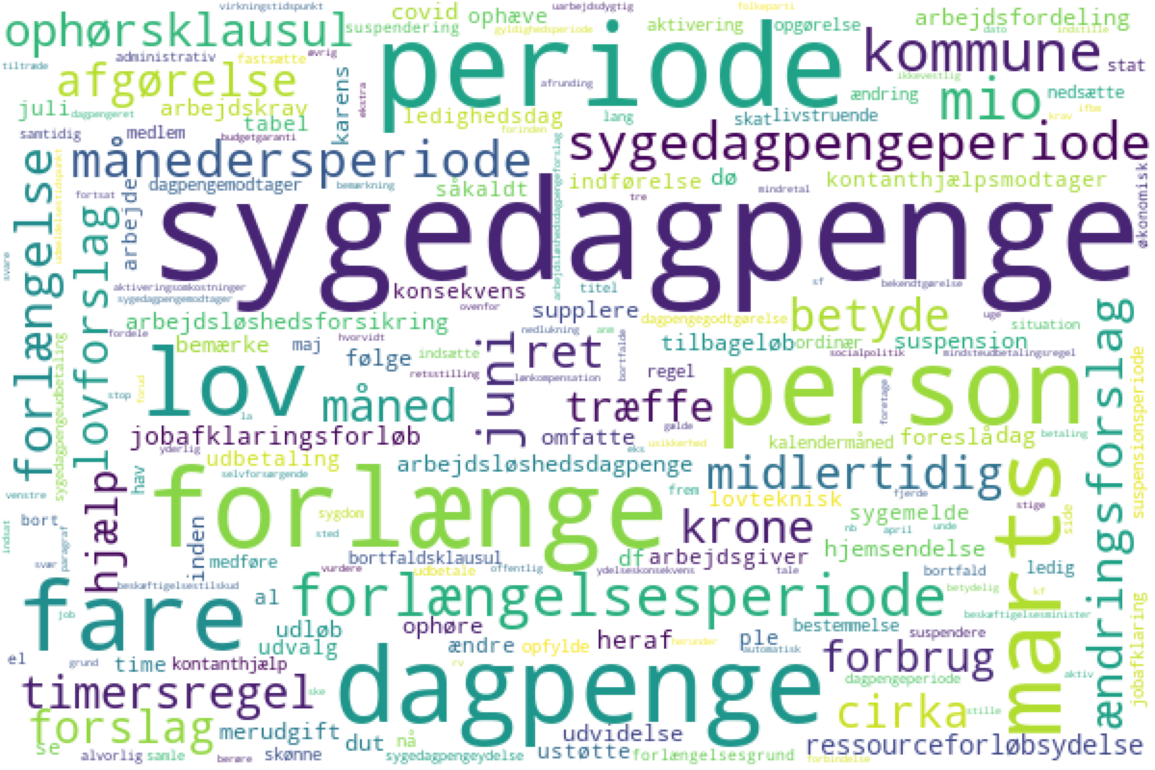 virkningstidspunkt
covid
ophæve
uarbejdsdygtig
folkeparti
arbejdsfordeling
indstille
ophørsklausul
suspendering
gyldighedsperiode
aktivering
opgørelse
dato
periode
kommune
administrativ
fastsætte
øvrig
tiltræde
afgørelse
karens
ekstra
afrunding
ikkevestlig
stat
ændring
mio
nedsætte
juli
dagpengeret
arbejdskrav
ledighedsdag
lang
skat
livstruende
samtidig
medlem
tabel
budgetgaranti
forinden
ifbm
krav
sygedagpengeperiode
månedersperiode
dagpengemodtager
bemærkning
såkaldt
indførelse
dø
mindretal
kontanthjælpsmodtager
fortsat
arbejde
tre
økonomisk
sygedagpenge
forlængelse
lovforslag
svare
aktiveringsomkostninger
sygedagpengemodtager
konsekvens
ovenfor
titel
sf
bekendtgørelse
supplere
betyde
uge
situation
fordele
arbejdsløshedsforsikring
nedlukning
anm
dagpengegodtgørelse
bemærke
maj
hvorvidt
følge
indsætte
tilbageløb
ordinær
suspension
ret
bortfalde
socialpolitik
mindsteudbetalingsregel
retsstilling
lønkompensation
regel
stop
forud
lov
juni
person
ændringsforslag
suspensionsperiode
måned
træffe
foretage
la
gælde
jobafklaringsforløb
omfatte
usikkerhed
kalendermåned
foreslå
dag
betaling
udbetaling
yderlig
eks
selvforsørgende
arbejdsløshedsdagpenge
midlertidig
sygedagpengeudbetaling
venstre
hjælp
hav
forlænge
frem
lovteknisk
fjerde
marts
side
stige
bort
sygdom
krone
sygemelde
indsat
svær
paragraf
inden
sted
nb
april
unde
medføre
bortfaldsklausul
df
arbejdsgiver
hjemsendelse
vurdere
udbetale
offentlig
ydelseskonsekvens
tale
bortfald
ledig
beskæftigelsestilskud
fare
al
forlængelsesperiode
betydelig
kf
job
beskæftigelsesminister
jobafklaring
udløb
ophøre
heraf
ple
bestemmelse
suspendere
udvalg
ændre
opfylde
herunder
automatisk
el
grund
time
kontanthjælp
rv
dagpenge
forbrug
dagpengeperiode
aktiv
timersregel
ske
cirka
stille
forslag
merudgift
dut
nå
udvidelse
se
alvorlig
samle
berøre
skønne
sygedagpengeydelse
ustøtte
forlængelsesgrund
forbindelse
ressourceforløbsydelse